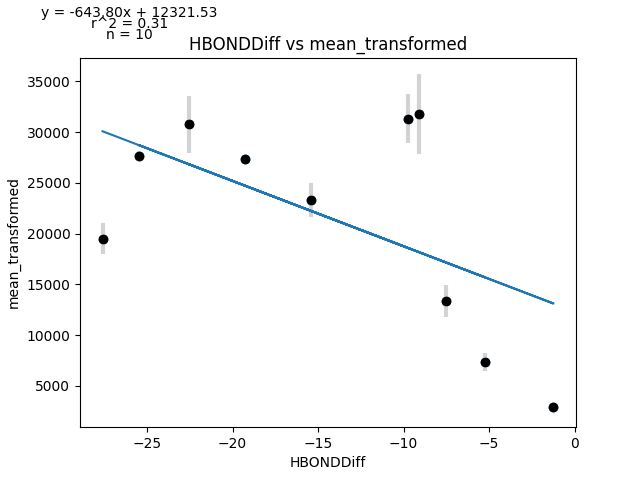 y = -643.80x + 12321.53
r^2 = 0.31
n = 10
HBONDDiff vs mean_transformed
35000
30000
25000
20000
15000
10000
5000
mean_transformed
−25
−20
−15
−10
−5
0
HBONDDiff